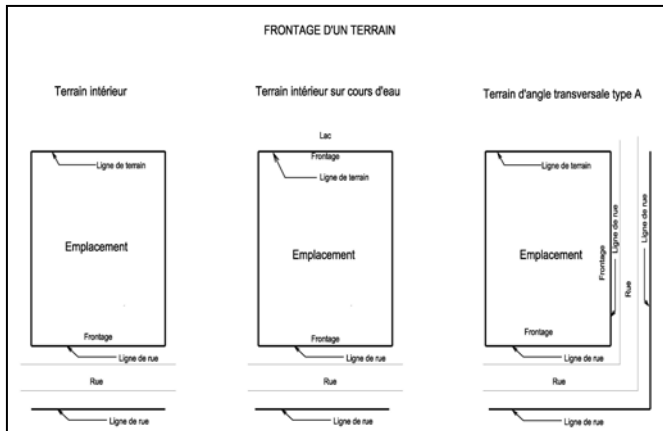 FRONTAGE D'UN TERRAIN
Terrain intérieur
Ligne de terrain
Emplacement
Frontage
Ligne de rue
Rue
Ligne de rue
Terrain intérieur sur cours d'eau
Lac
Frontage
Ligne de terrain
Emplacement
Frontage
Ligne de rue
Rue
Ligne de rue
Terrain d'angle transversale type A
Ligne de terrain
Emplacement
Frontage
Frontage
Ligne de rue
Rue
Ligne de rue
Ligne de rue
Rue
Ligne de rue